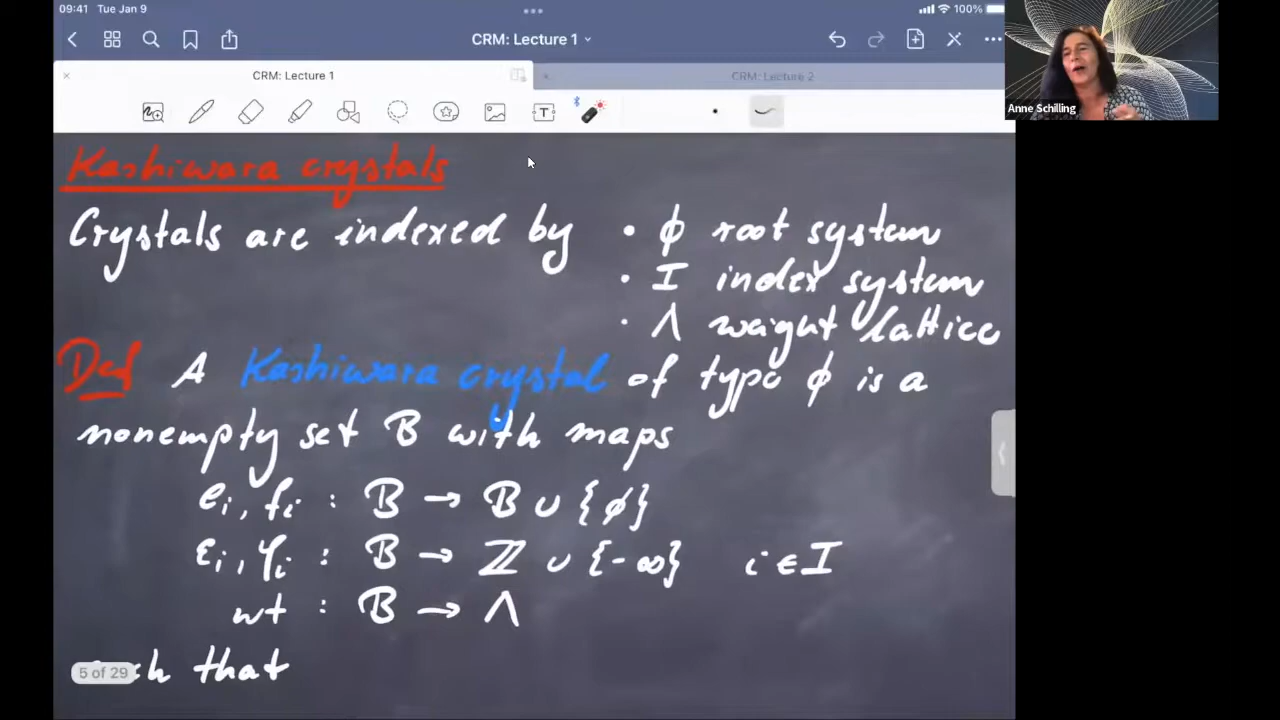 09:41 Tue Jan 9
100%
CRM: Lecture 1
CRM: Lecture 1
CRM: Lecture 2
T
Anne Schilling
Kashiwara crystals
Crystals are indexed by • ϕ root system
• I index system
• Λ weight lattice
Def A Kashiwara crystal of type ϕ is a
nonempty set B with maps
e_i, f_i : B → B ∪ {ϕ}
ε_i, φ_i : B → ℤ ∪ {-∞} i ∈ I
wt : B → Λ
such that
5 of 29